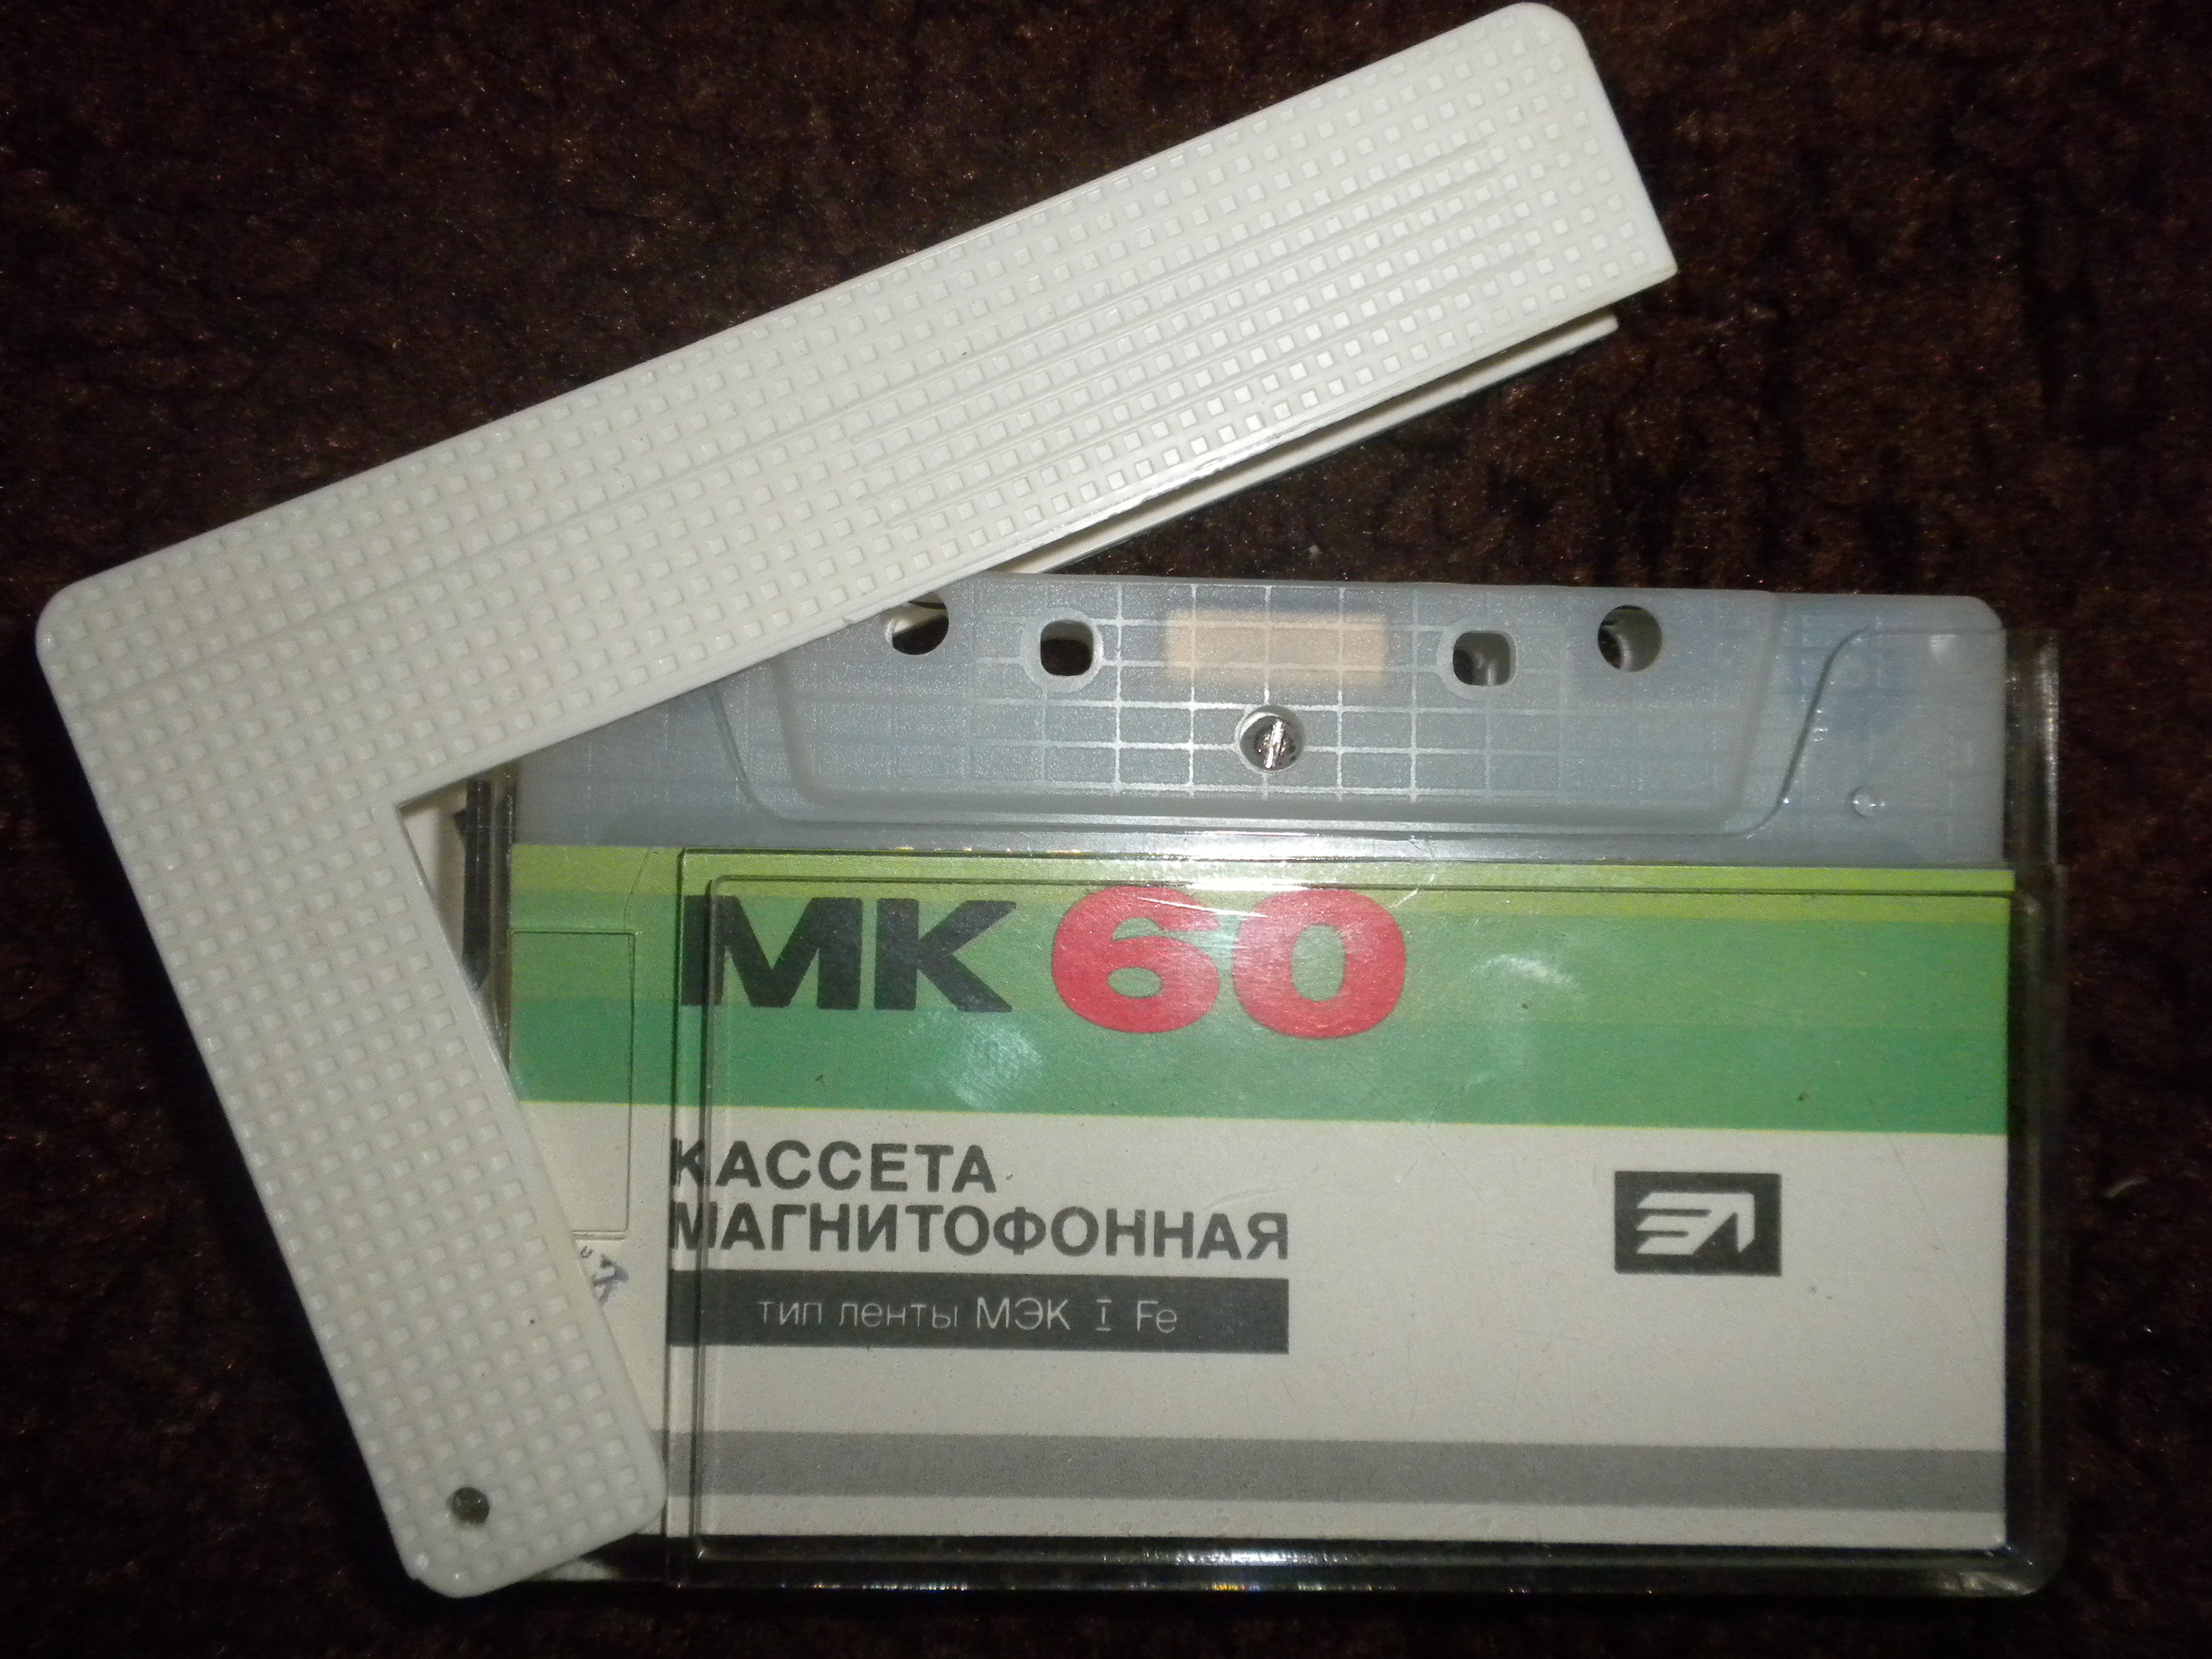 МК 60
КАССЕТА
МАГНИТОФОННАЯ
тип ленты МЭК I Fe